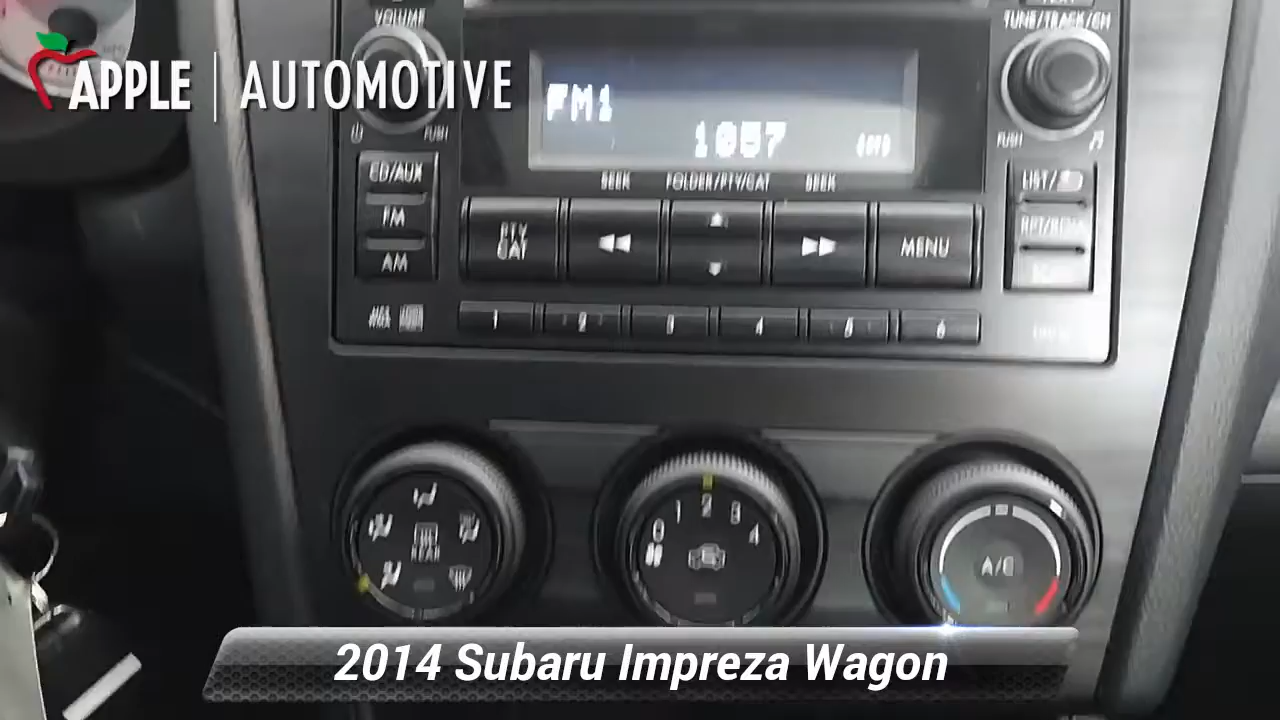 VOLUME
TUNE/TRACK/CH
APPLE | AUTOMOTIVE
FM1
1057
PUSH
PUSH
SEEK
FOLDER/PTY/CAT
SEEK
CD/AUX
FM
AM
PTY
CAT
MENU
LIST/
1
2
3
4
5
6
REAR
0
1
2
3
4
A/C
2014 Subaru Impreza Wagon